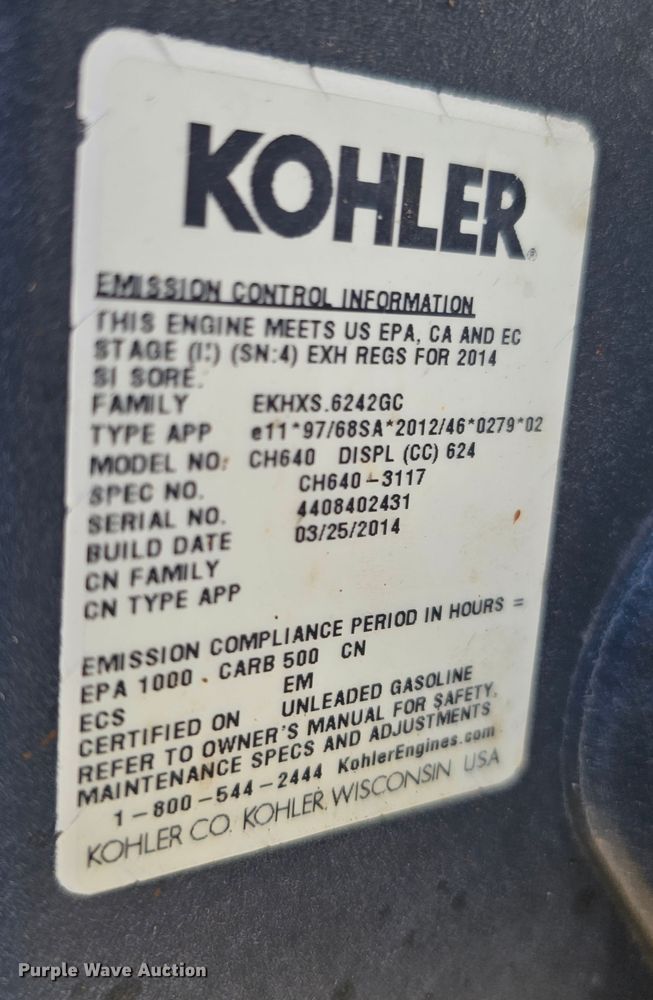 KOHLER®
EMISSION CONTROL INFORMATION
THIS ENGINE MEETS US EPA, CA AND EC
STAGE (II) (SN:4) EXH REGS FOR 2014
SI SORE.
FAMILY EKHXS.6242GC
TYPE APP e11*97/68SA*2012/46*0279*02
MODEL NO: CH640 DISPL (CC) 624
SPEC NO. CH640-3117
SERIAL NO. 4408402431
BUILD DATE 03/25/2014
CN FAMILY
CN TYPE APP
EMISSION COMPLIANCE PERIOD IN HOURS =
EPA 1000 . CARB 500 CN
ECS EM
CERTIFIED ON UNLEADED GASOLINE
REFER TO OWNER'S MANUAL FOR SAFETY,
MAINTENANCE SPECS AND ADJUSTMENTS
1-800-544-2444 KohlerEngines.com
KOHLER CO. KOHLER, WISCONSIN USA
Purple Wave Auction